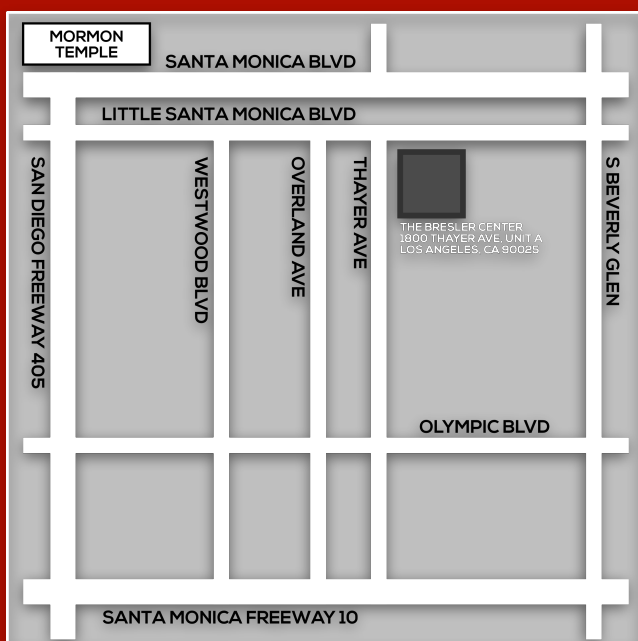 MORMON
TEMPLE
SANTA MONICA BLVD
LITTLE SANTA MONICA BLVD
SAN DIEGO FREEWAY 405
WESTWOOD BLVD
OVERLAND AVE
THAYER AVE
THE BRESLER CENTER
1800 THAYER AVE, UNIT A
LOS ANGELES, CA 90025
S BEVERLY GLEN
OLYMPIC BLVD
SANTA MONICA FREEWAY 10